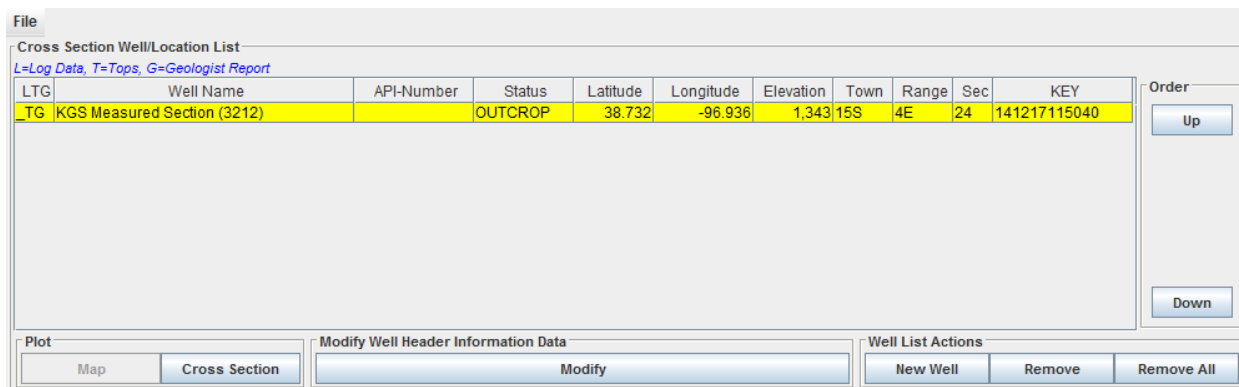 File
Cross Section Well/Location List
L=Log Data, T=Tops, G=Geologist Report
LTG Well Name API-Number Status Latitude Longitude Elevation Town Range Sec KEY
_TG KGS Measured Section (3212) OUTCROP 38.732 -96.936 1,343 15S 4E 24 141217115040
Order
Up
Down
Plot Modify Well Header Information Data Well List Actions
Map Cross Section Modify New Well Remove Remove All